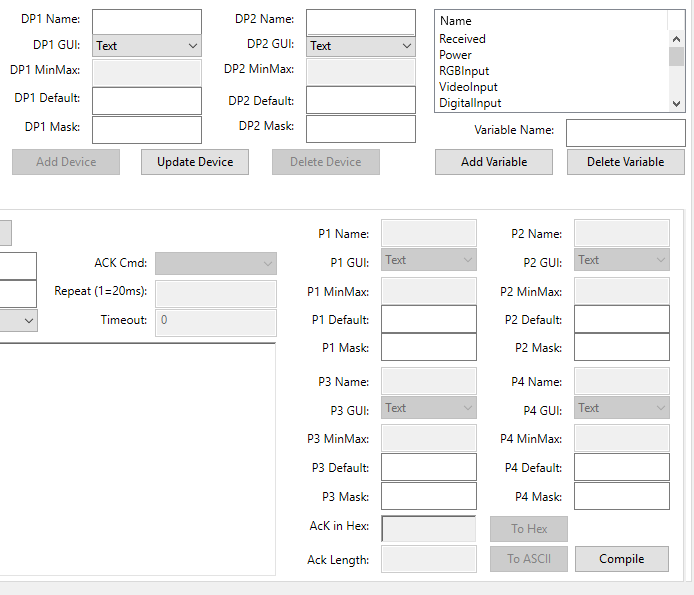 DP1 Name:
DP2 Name:
Name
DP1 GUI: Text
DP2 GUI: Text
Received
Power
DP1 MinMax:
DP2 MinMax:
RGBInput
VideoInput
DP1 Default:
DP2 Default:
DigitalInput
DP1 Mask:
DP2 Mask:
Variable Name:
Add Device
Update Device
Delete Device
Add Variable
Delete Variable
P1 Name:
P2 Name:
ACK Cmd:
P1 GUI: Text
P2 GUI: Text
Repeat (1=20ms):
P1 MinMax:
P2 MinMax:
Timeout: 0
P1 Default:
P2 Default:
P1 Mask:
P2 Mask:
P3 Name:
P4 Name:
P3 GUI: Text
P4 GUI: Text
P3 MinMax:
P4 MinMax:
P3 Default:
P4 Default:
P3 Mask:
P4 Mask:
AcK in Hex:
To Hex
Ack Length:
To ASCII
Compile